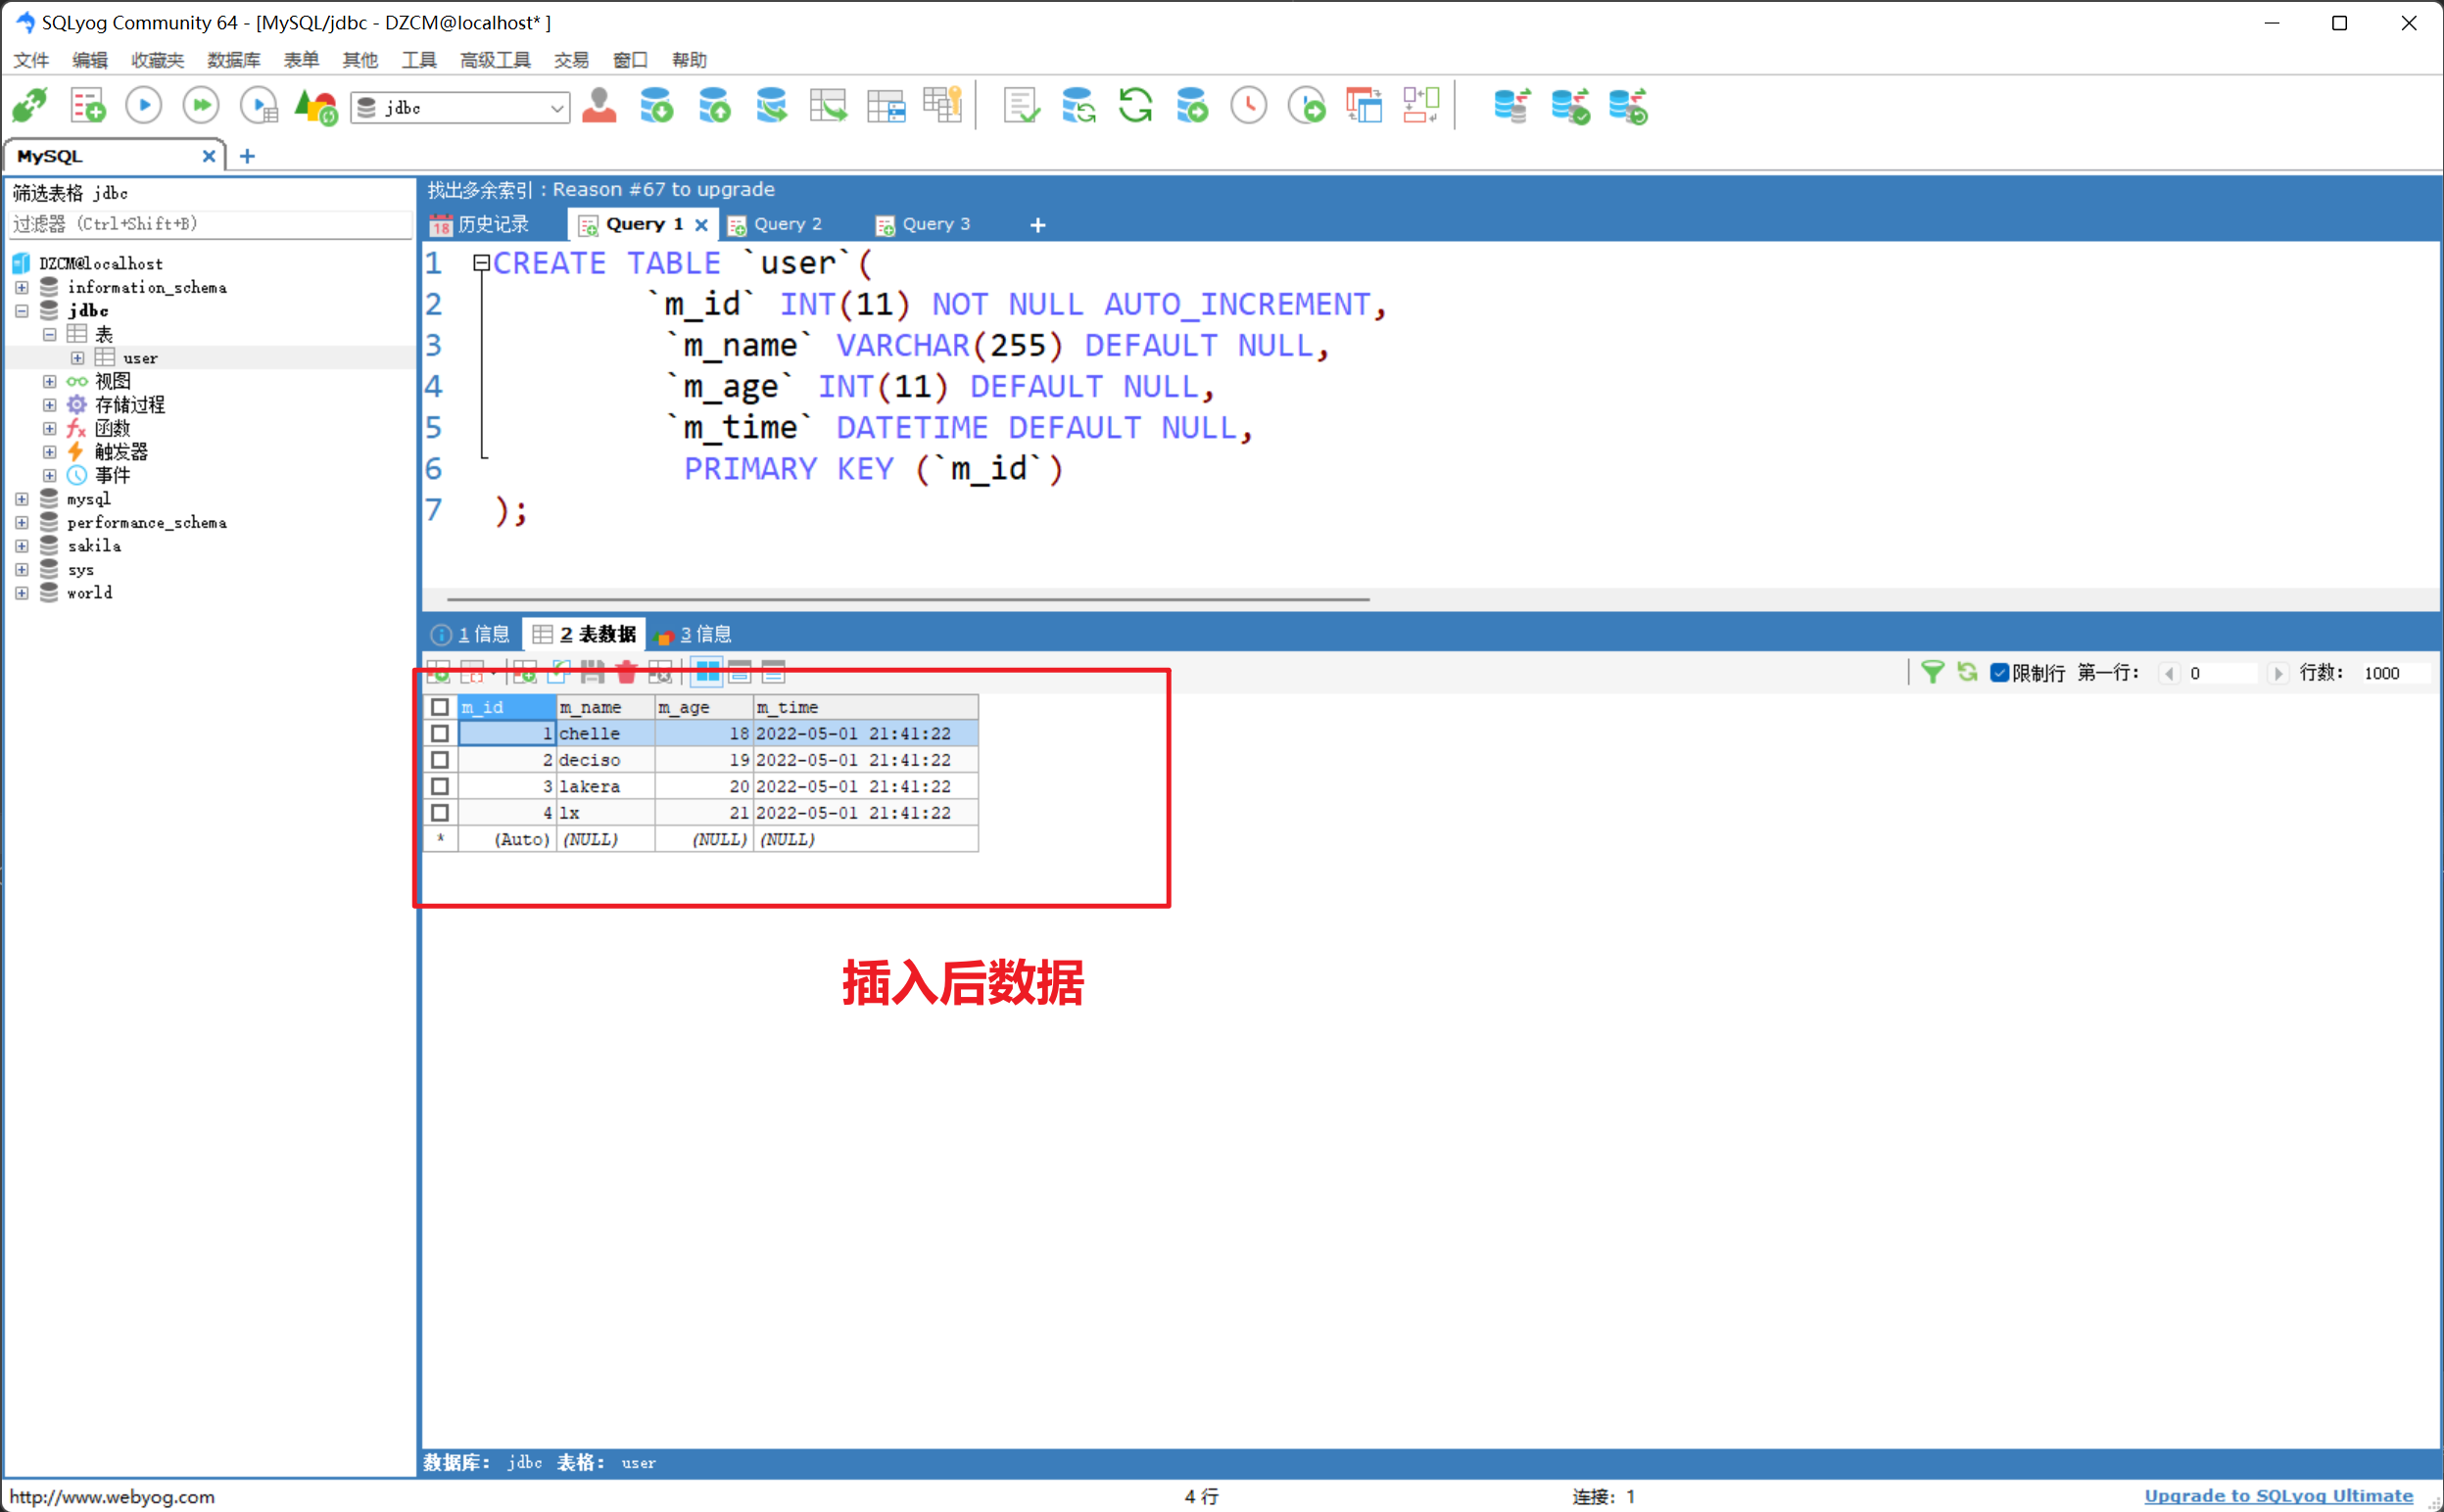 SQLyog Community 64 - [MySQL/jdbc - DZCM@localhost* ]
文件 编辑 收藏夹 数据库 表单 其他 工具 高级工具 交易 窗口 帮助
jdbc
MySQL
筛选表格 jdbc
过滤器 (Ctrl+Shift+B)
DZCM@localhost
information_schema
jdbc
表
user
视图
存储过程
函数
触发器
事件
mysql
performance_schema
sakila
sys
world
找出多余索引 : Reason #67 to upgrade
18 历史记录 Query 1 Query 2 Query 3 +
1 CREATE TABLE `user`(
2 `m_id` INT(11) NOT NULL AUTO_INCREMENT,
3 `m_name` VARCHAR(255) DEFAULT NULL,
4 `m_age` INT(11) DEFAULT NULL,
5 `m_time` DATETIME DEFAULT NULL,
6 PRIMARY KEY (`m_id`)
7 );
1 信息 2 表数据 3 信息
限制行 第一行: 0 行数: 1000
m_id m_name m_age m_time
1 chelle 18 2022-05-01 21:41:22
2 deciso 19 2022-05-01 21:41:22
3 lakera 20 2022-05-01 21:41:22
4 lx 21 2022-05-01 21:41:22
* (Auto) (NULL) (NULL) (NULL)
插入后数据
数据库: jdbc 表格: user
http://www.webyog.com 4 行 连接: 1 Upgrade to SQLyog Ultimate